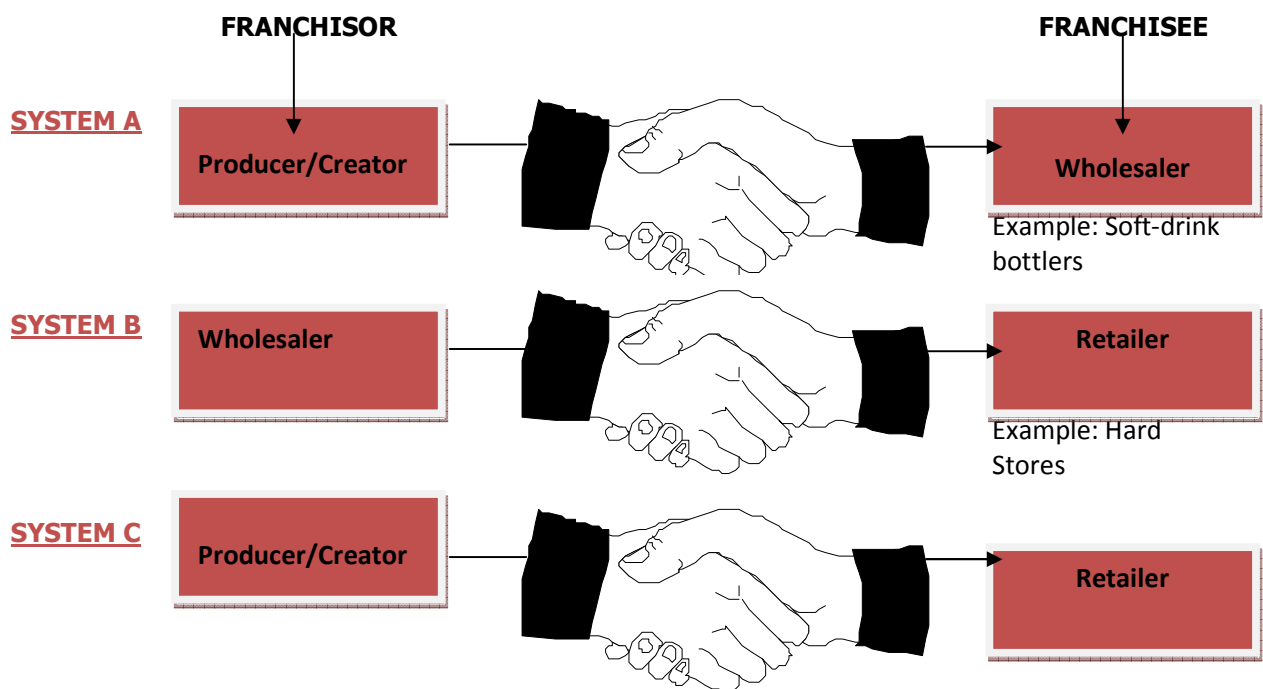 FRANCHISOR
FRANCHISEE
SYSTEM A
Producer/Creator
Wholesaler
Example: Soft-drink
bottlers
SYSTEM B
Wholesaler
Retailer
Example: Hard
Stores
SYSTEM C
Producer/Creator
Retailer